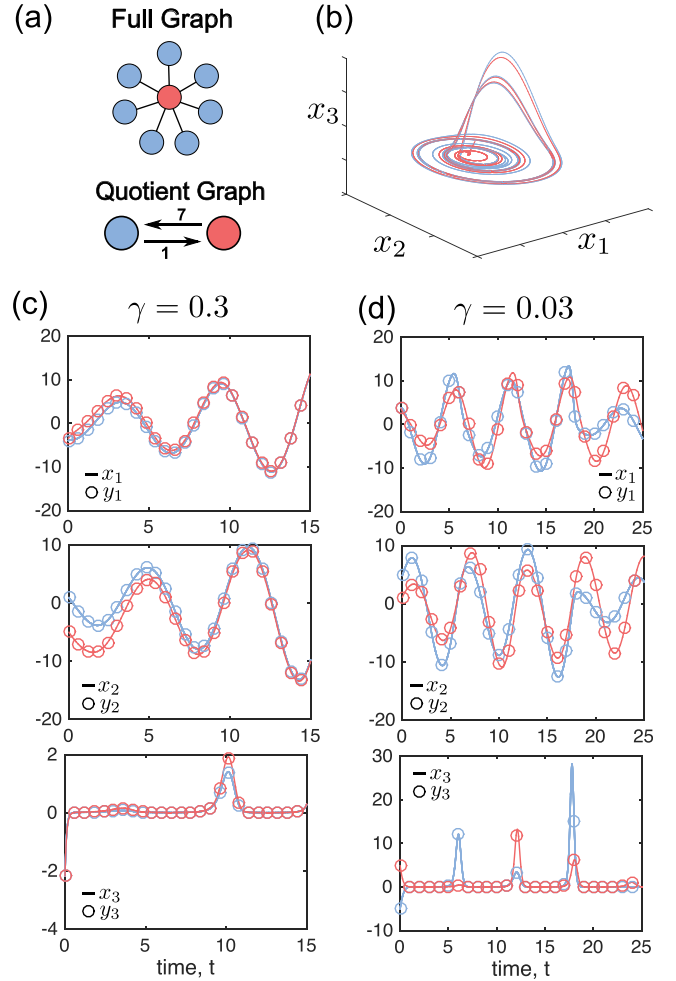 (a)
Full Graph
Quotient Graph
7
1
(b)
x₃
x₂
x₁
(c)
γ = 0.3
20
10
0
-10
-20
x₁
y₁
0
5
10
15
10
0
-10
-20
x₂
y₂
0
5
10
15
2
0
-2
-4
x₃
y₃
0
5
10
15
time, t
(d)
γ = 0.03
20
10
0
-10
-20
x₁
y₁
0
5
10
15
20
25
10
0
-10
-20
x₂
y₂
0
5
10
15
20
25
30
20
10
0
-10
x₃
y₃
0
5
10
15
20
25
time, t